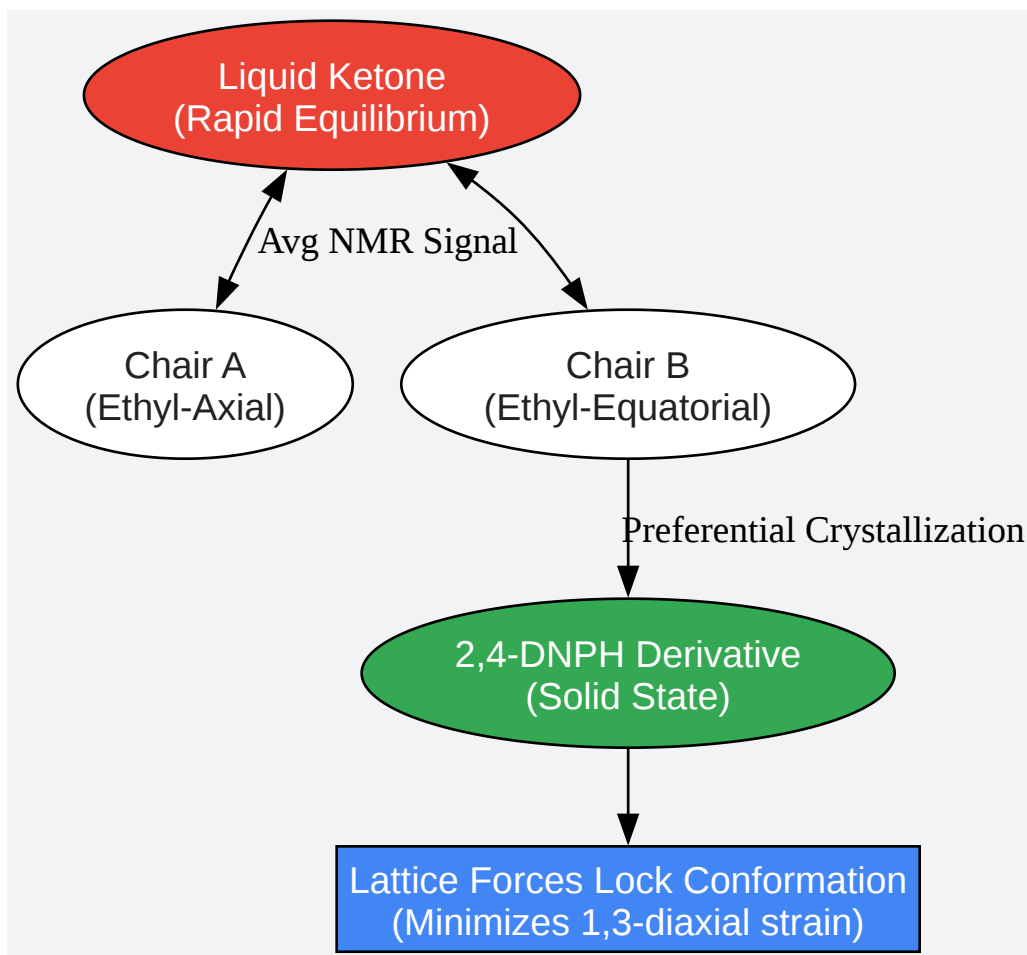 Liquid Ketone
(Rapid Equilibrium)
Avg NMR Signal
Chair A
(Ethyl-Axial)
Chair B
(Ethyl-Equatorial)
Preferential Crystallization
2,4-DNPH Derivative
(Solid State)
Lattice Forces Lock Conformation
(Minimizes 1,3-diaxial strain)